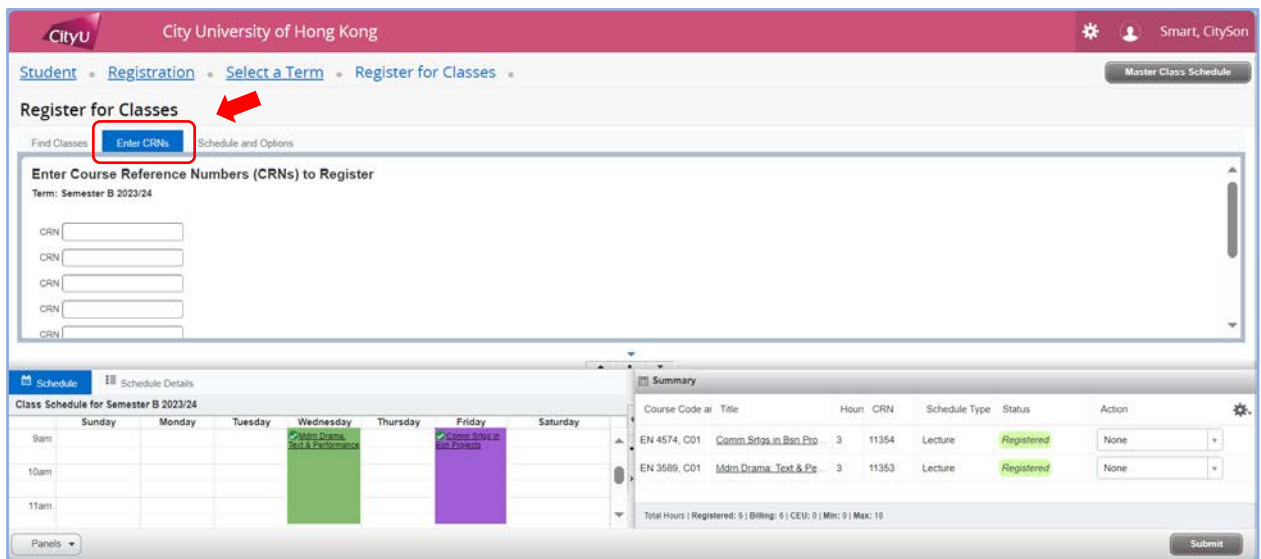 CityU City University of Hong Kong Smart, CitySon
Student Registration Select a Term Register for Classes Master Class Schedule
Register for Classes
Find Classes Enter CRNs Schedule and Options
Enter Course Reference Numbers (CRNs) to Register
Term: Semester B 2023/24
CRN
CRN
CRN
CRN
CRN
Schedule Schedule Details
Class Schedule for Semester B 2023/24
Sunday Monday Tuesday Wednesday Thursday Friday Saturday
9am Mdrn Drama: Comm Srtgs in
Text & Performance Bsn Projects
10am
11am
Summary
Course Code a Title Hour: CRN Schedule Type Status Action
EN 4574, C01 Comm Srtgs in Bsn Pro... 3 11354 Lecture Registered None
EN 3589, C01 Mdrn Drama: Text & Pe... 3 11353 Lecture Registered None
Total Hours | Registered: 6 | Billing: 6 | CEU: 0 | Min: 0 | Max: 18
Panels Submit